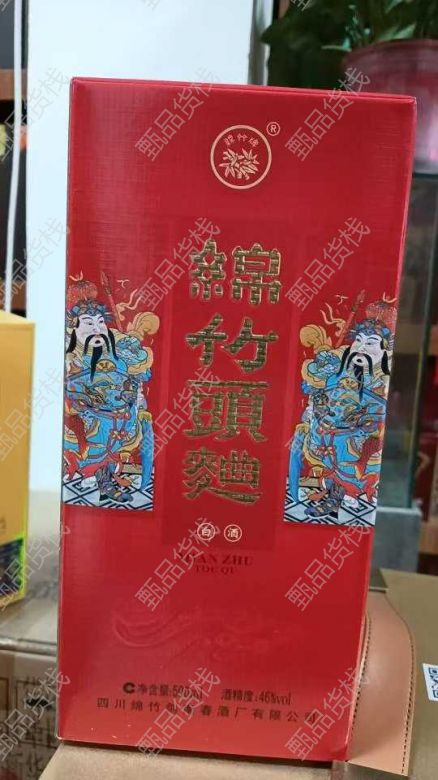 ®
綿竹頭麯
白酒
MIAN ZHU
TOU QU
净含量:500ml 酒精度:46%vol
四川绵竹剑南春酒厂有限公司
甄品货栈